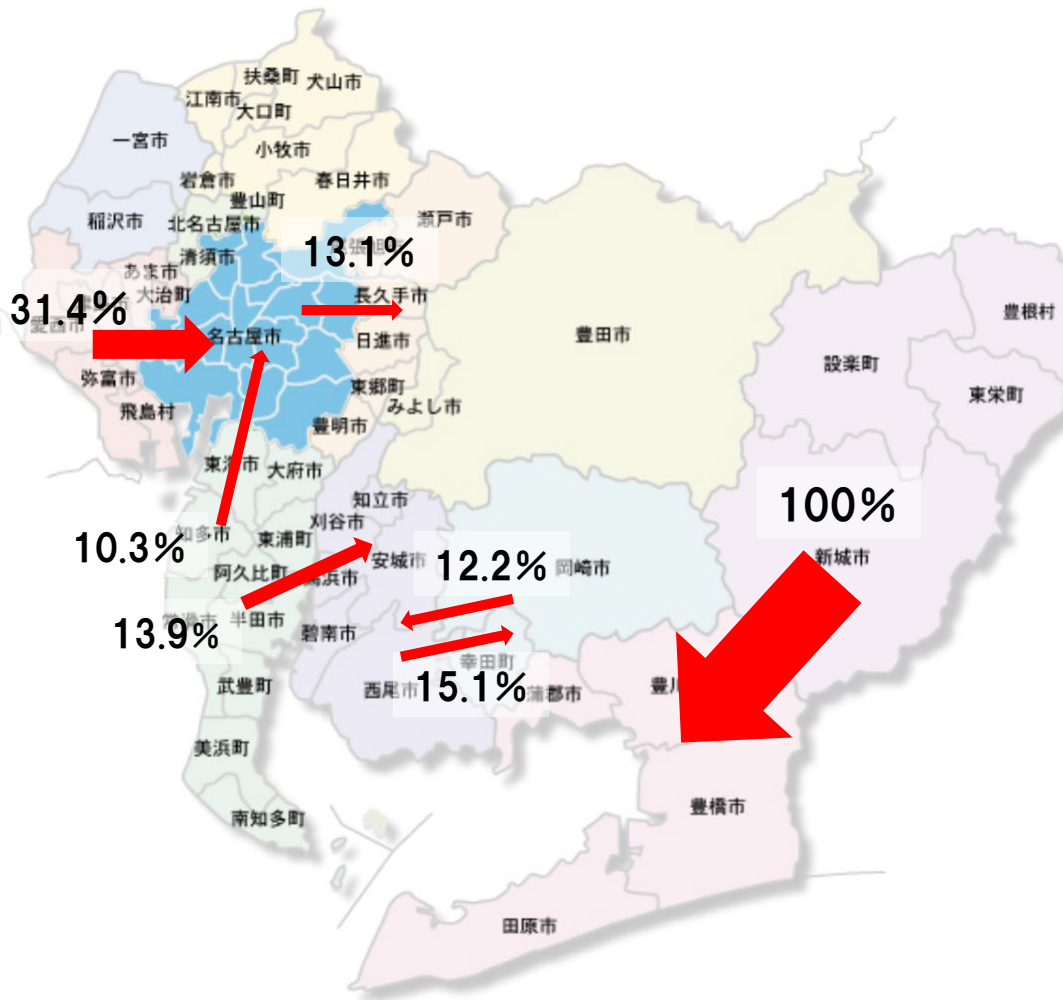 扶桑町
犬山市
江南市
大口町
一宮市
小牧市
岩倉市
春日井市
豊山町
稲沢市
北名古屋市
瀬戸市
清須市
13.1%
あま市
大治町
長久手市
31.4%
愛西市
名古屋市
日進市
豊田市
豊根村
設楽町
弥富市
東郷町
東栄町
みよし市
飛島村
豊明市
大府市
知立市
100%
刈谷市
知多市
東浦町
10.3%
安城市
12.2%
岡崎市
新城市
阿久比町
半田市
13.9%
碧南市
幸田町
武豊町
西尾市
15.1%
蒲郡市
美浜町
豊橋市
南知多町
田原市